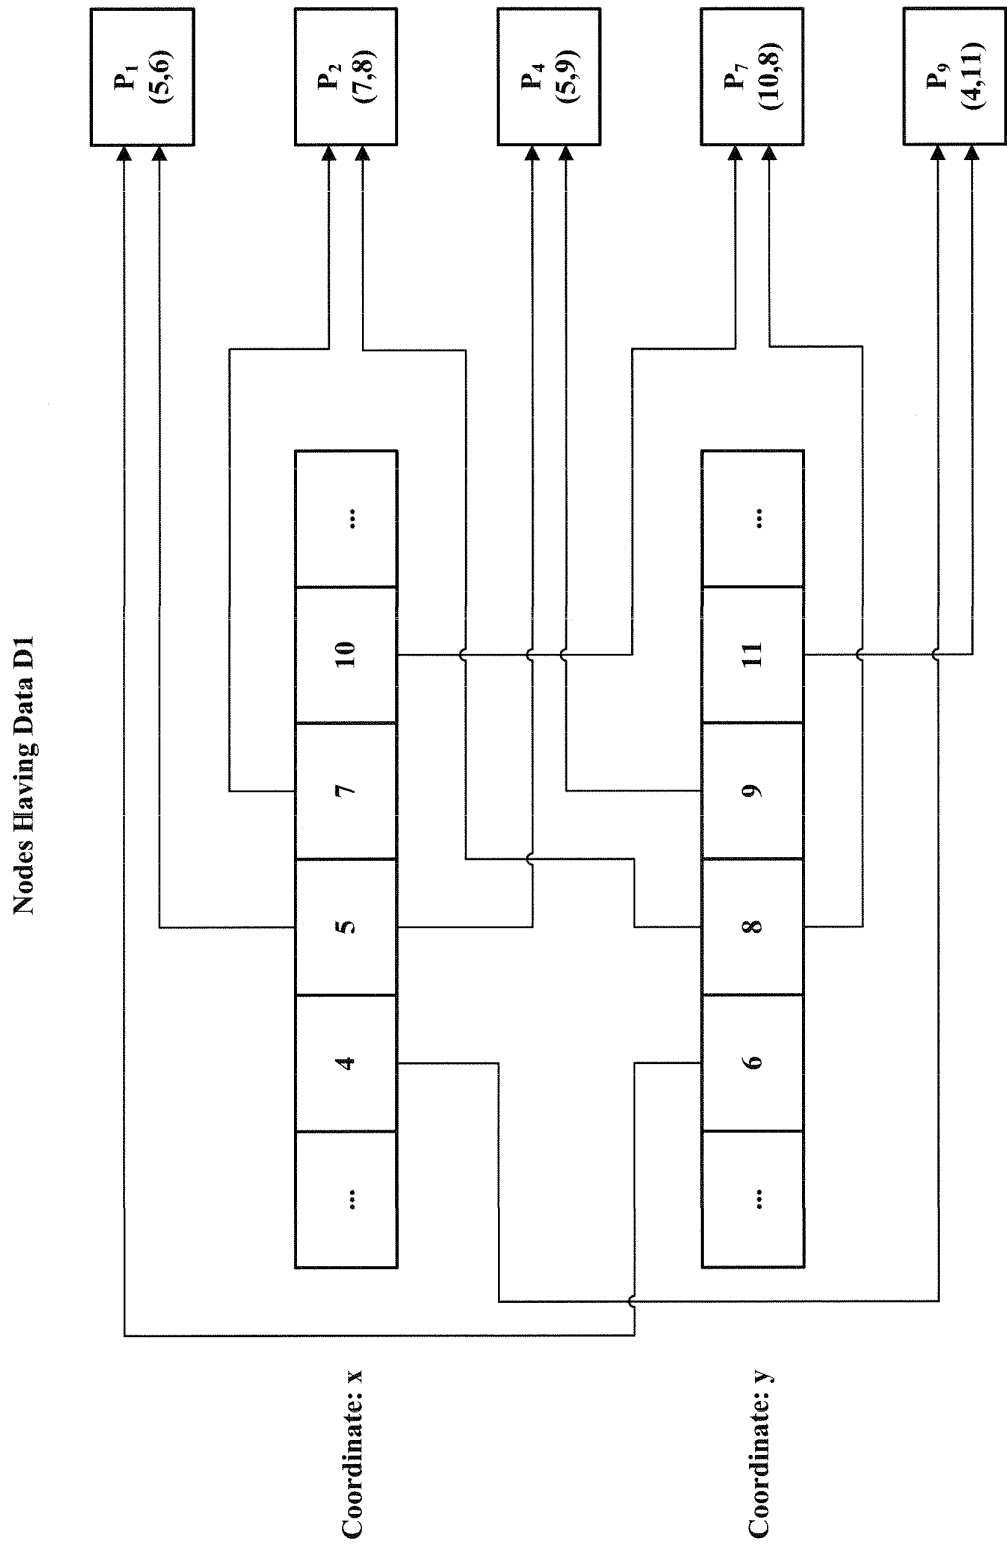 Nodes Having Data D1
Coordinate: x
... 4 5 7 10 ...
Coordinate: y
... 6 8 9 11 ...
P₁
(5,6)
P₂
(7,8)
P₄
(5,9)
P₇
(10,8)
P₉
(4,11)